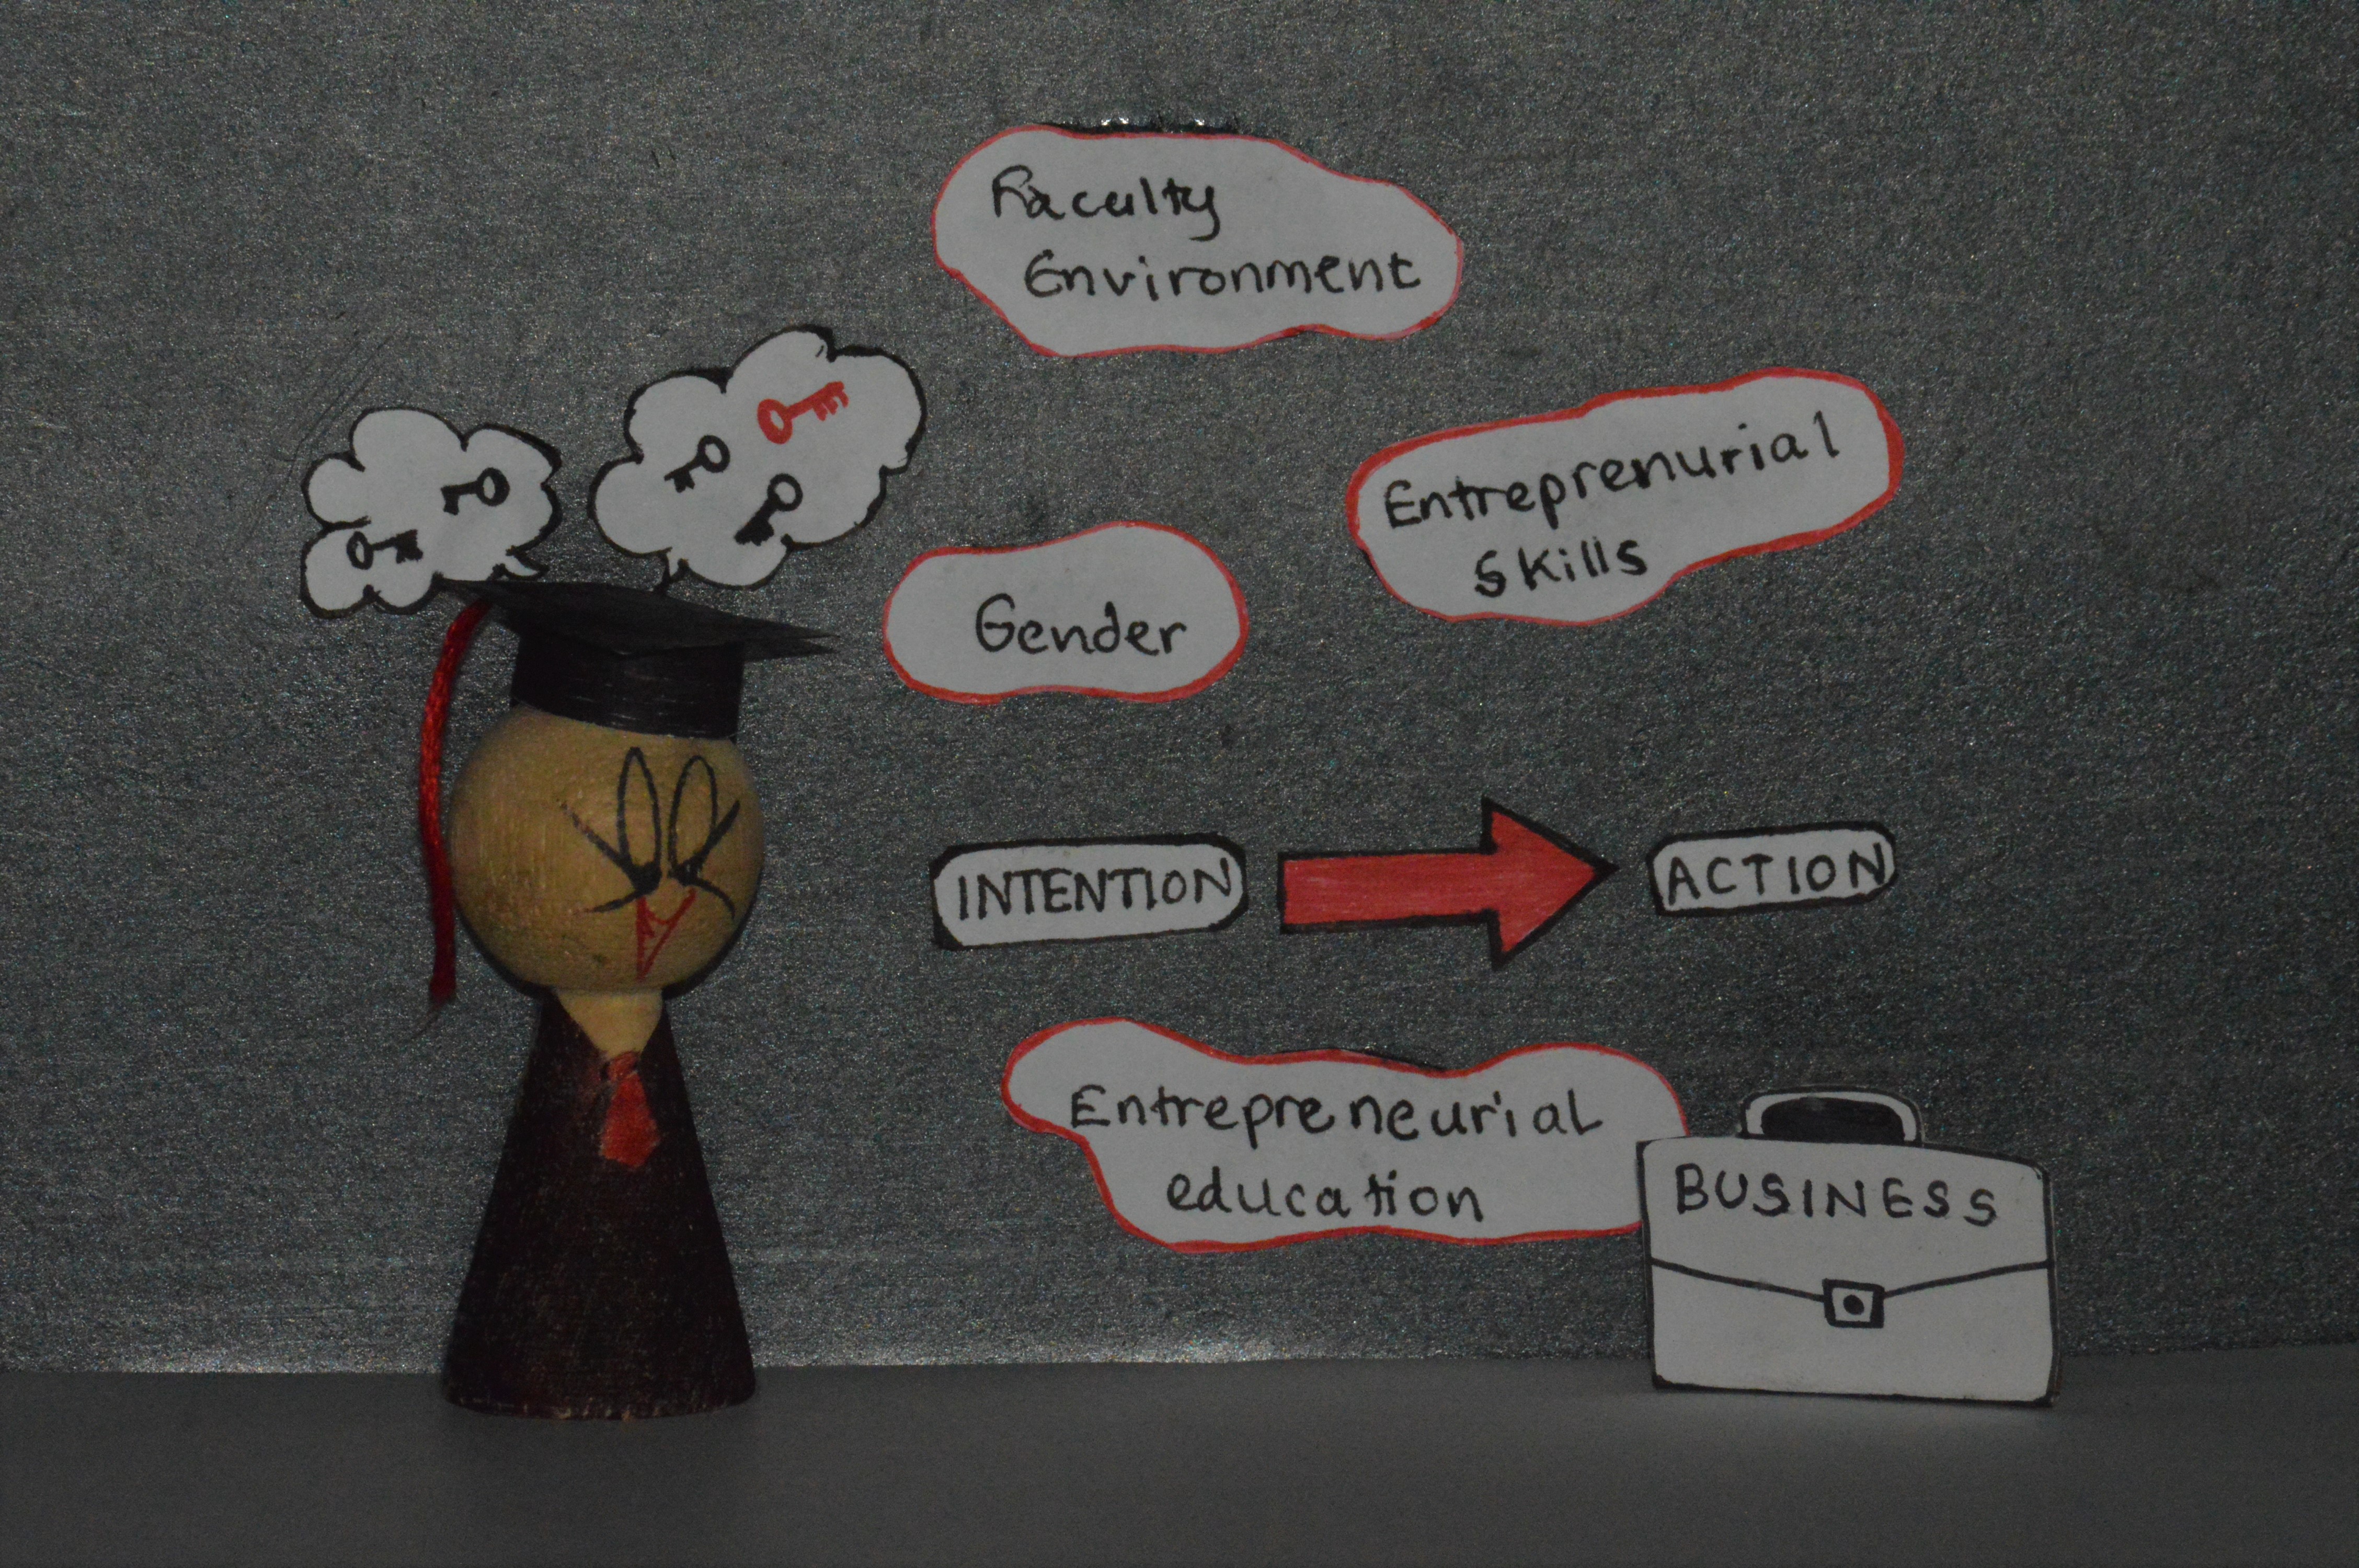 Faculty
Environment
Entreprenurial
Skills
Gender
INTENTION
ACTION
Entrepreneurial
education
BUSINESS